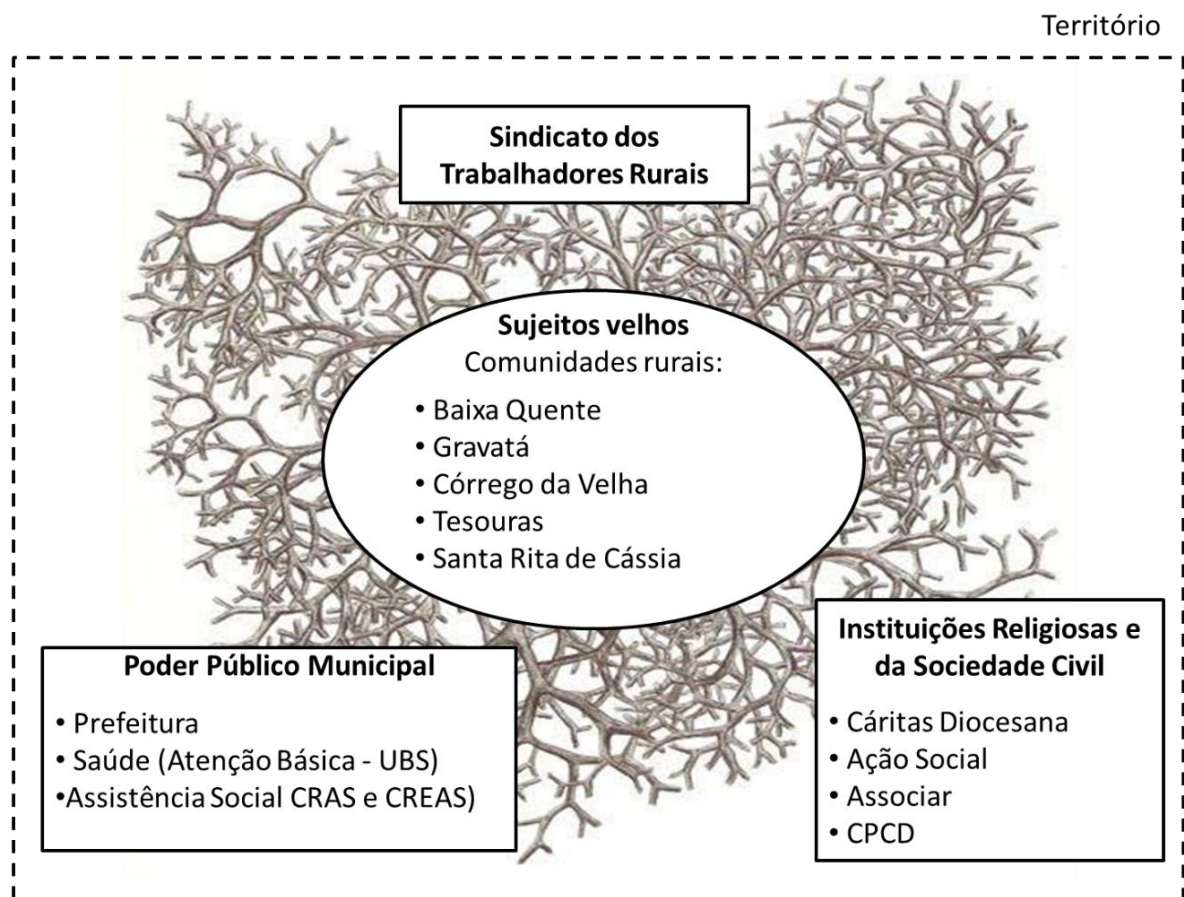 Território
Sindicato dos
Trabalhadores Rurais
Sujeitos velhos
Comunidades rurais:
• Baixa Quente
• Gravatá
• Córrego da Velha
• Tesouras
• Santa Rita de Cássia
Poder Público Municipal
• Prefeitura
• Saúde (Atenção Básica - UBS)
•Assistência Social CRAS e CREAS)
Instituições Religiosas e
da Sociedade Civil
• Cáritas Diocesana
• Ação Social
• Associar
• CPCD